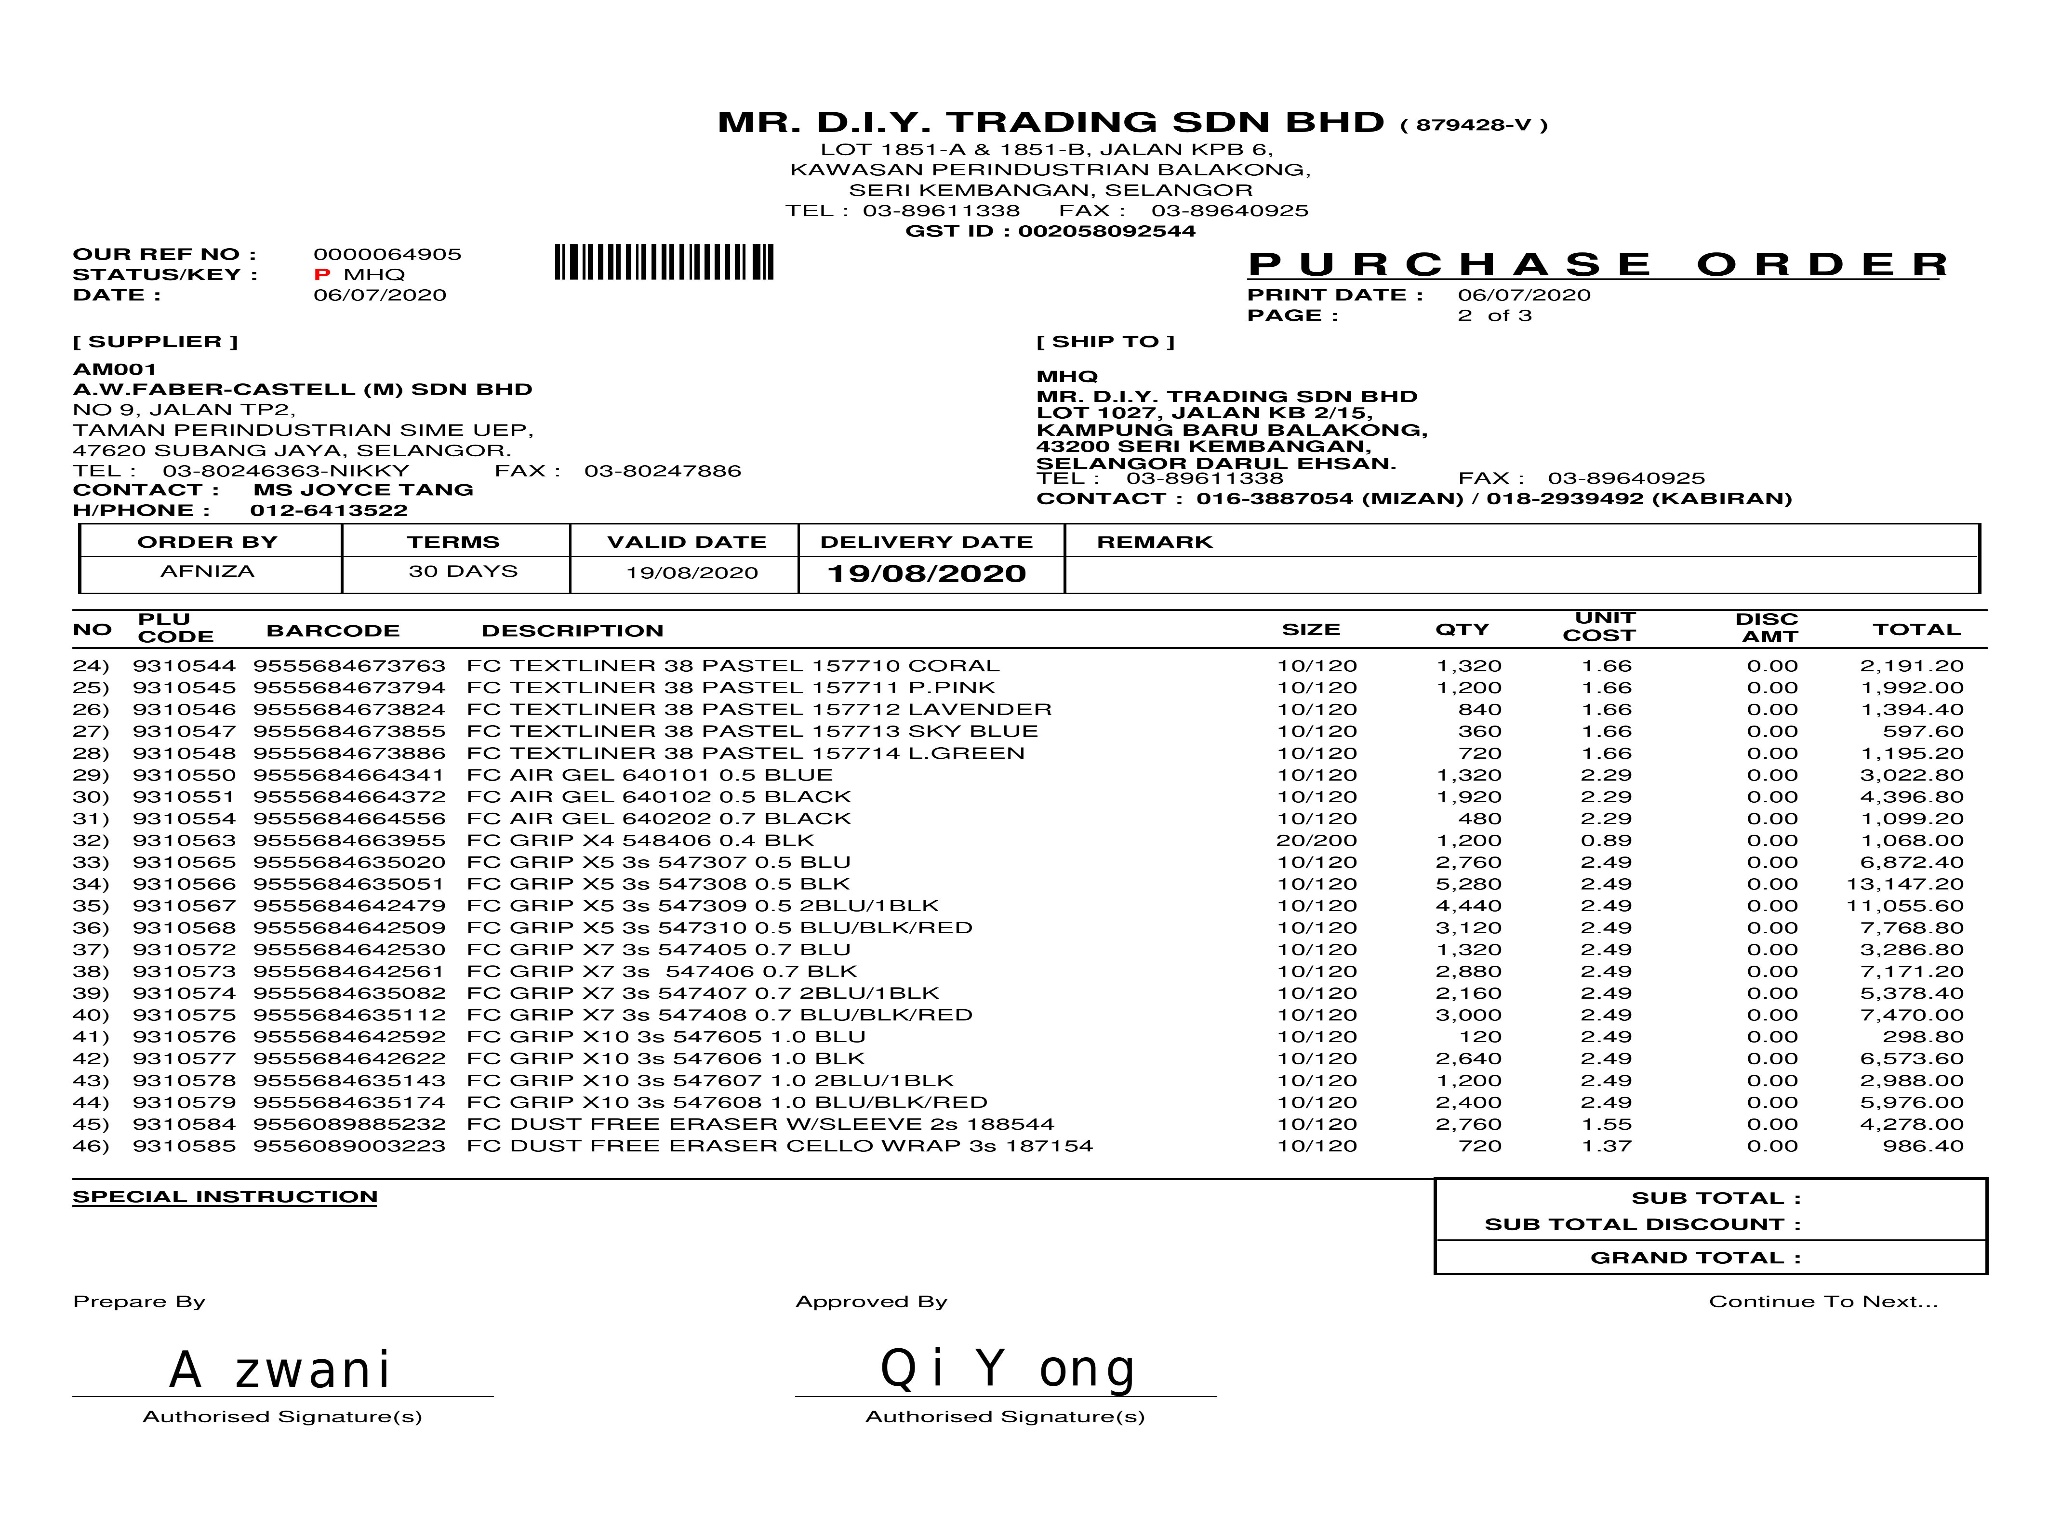 MR. D.I.Y. TRADING SDN BHD ( 879428-V )
LOT 1851-A & 1851-B, JALAN KPB 6,
KAWASAN PERINDUSTRIAN BALAKONG,
SERI KEMBANGAN, SELANGOR
TEL : 03-89611338 FAX : 03-89640925
GST ID : 002058092544
OUR REF NO : 0000064905
STATUS/KEY : P MHQ
DATE : 06/07/2020
PURCHASE ORDER
PRINT DATE : 06/07/2020
PAGE : 2 of 3
[ SUPPLIER ]
AM001
A.W.FABER-CASTELL (M) SDN BHD
NO 9, JALAN TP2,
TAMAN PERINDUSTRIAN SIME UEP,
47620 SUBANG JAYA, SELANGOR.
TEL : 03-80246363-NIKKY FAX : 03-80247886
CONTACT : MS JOYCE TANG
H/PHONE : 012-6413522
[ SHIP TO ]
MHQ
MR. D.I.Y. TRADING SDN BHD
LOT 1027, JALAN KB 2/15,
KAMPUNG BARU BALAKONG,
43200 SERI KEMBANGAN,
SELANGOR DARUL EHSAN.
TEL : 03-89611338 FAX : 03-89640925
CONTACT : 016-3887054 (MIZAN) / 018-2939492 (KABIRAN)
ORDER BY TERMS VALID DATE DELIVERY DATE REMARK
AFNIZA 30 DAYS 19/08/2020 19/08/2020
NO PLU CODE BARCODE DESCRIPTION SIZE QTY UNIT COST DISC AMT TOTAL
24) 9310544 9555684673763 FC TEXTLINER 38 PASTEL 157710 CORAL 10/120 1,320 1.66 0.00 2,191.20
25) 9310545 9555684673794 FC TEXTLINER 38 PASTEL 157711 P.PINK 10/120 1,200 1.66 0.00 1,992.00
26) 9310546 9555684673824 FC TEXTLINER 38 PASTEL 157712 LAVENDER 10/120 840 1.66 0.00 1,394.40
27) 9310547 9555684673855 FC TEXTLINER 38 PASTEL 157713 SKY BLUE 10/120 360 1.66 0.00 597.60
28) 9310548 9555684673886 FC TEXTLINER 38 PASTEL 157714 L.GREEN 10/120 720 1.66 0.00 1,195.20
29) 9310550 9555684664341 FC AIR GEL 640101 0.5 BLUE 10/120 1,320 2.29 0.00 3,022.80
30) 9310551 9555684664372 FC AIR GEL 640102 0.5 BLACK 10/120 1,920 2.29 0.00 4,396.80
31) 9310554 9555684664556 FC AIR GEL 640202 0.7 BLACK 10/120 480 2.29 0.00 1,099.20
32) 9310563 9555684663955 FC GRIP X4 548406 0.4 BLK 20/200 1,200 0.89 0.00 1,068.00
33) 9310565 9555684635020 FC GRIP X5 3s 547307 0.5 BLU 10/120 2,760 2.49 0.00 6,872.40
34) 9310566 9555684635051 FC GRIP X5 3s 547308 0.5 BLK 10/120 5,280 2.49 0.00 13,147.20
35) 9310567 9555684642479 FC GRIP X5 3s 547309 0.5 2BLU/1BLK 10/120 4,440 2.49 0.00 11,055.60
36) 9310568 9555684642509 FC GRIP X5 3s 547310 0.5 BLU/BLK/RED 10/120 3,120 2.49 0.00 7,768.80
37) 9310572 9555684642530 FC GRIP X7 3s 547405 0.7 BLU 10/120 1,320 2.49 0.00 3,286.80
38) 9310573 9555684642561 FC GRIP X7 3s 547406 0.7 BLK 10/120 2,880 2.49 0.00 7,171.20
39) 9310574 9555684635082 FC GRIP X7 3s 547407 0.7 2BLU/1BLK 10/120 2,160 2.49 0.00 5,378.40
40) 9310575 9555684635112 FC GRIP X7 3s 547408 0.7 BLU/BLK/RED 10/120 3,000 2.49 0.00 7,470.00
41) 9310576 9555684642592 FC GRIP X10 3s 547605 1.0 BLU 10/120 120 2.49 0.00 298.80
42) 9310577 9555684642622 FC GRIP X10 3s 547606 1.0 BLK 10/120 2,640 2.49 0.00 6,573.60
43) 9310578 9555684635143 FC GRIP X10 3s 547607 1.0 2BLU/1BLK 10/120 1,200 2.49 0.00 2,988.00
44) 9310579 9555684635174 FC GRIP X10 3s 547608 1.0 BLU/BLK/RED 10/120 2,400 2.49 0.00 5,976.00
45) 9310584 9556089885232 FC DUST FREE ERASER W/SLEEVE 2s 188544 10/120 2,760 1.55 0.00 4,278.00
46) 9310585 9556089003223 FC DUST FREE ERASER CELLO WRAP 3s 187154 10/120 720 1.37 0.00 986.40
SPECIAL INSTRUCTION
SUB TOTAL :
SUB TOTAL DISCOUNT :
GRAND TOTAL :
Prepare By Approved By Continue To Next...
A zwani Qi Y ong
Authorised Signature(s) Authorised Signature(s)